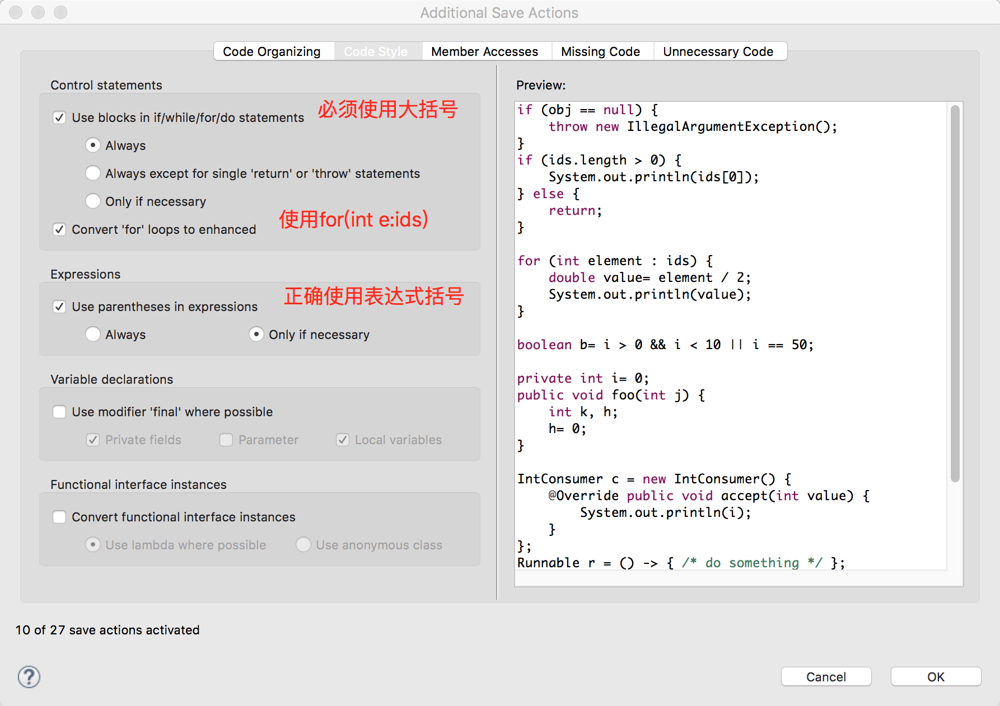 Additional Save Actions
Code Organizing Code Style Member Accesses Missing Code Unnecessary Code
Control statements
Use blocks in if/while/for/do statements 必须使用大括号
Always
Always except for single 'return' or 'throw' statements
Only if necessary
Convert 'for' loops to enhanced 使用for(int e:ids)
Expressions
Use parentheses in expressions 正确使用表达式括号
Always Only if necessary
Variable declarations
Use modifier 'final' where possible
Private fields Parameter Local variables
Functional interface instances
Convert functional interface instances
Use lambda where possible Use anonymous class
Preview:
if (obj == null) {
    throw new IllegalArgumentException();
}
if (ids.length > 0) {
    System.out.println(ids[0]);
} else {
    return;
}
for (int element : ids) {
    double value= element / 2;
    System.out.println(value);
}
boolean b= i > 0 && i < 10 || i == 50;
private int i= 0;
public void foo(int j) {
    int k, h;
    h= 0;
}
IntConsumer c = new IntConsumer() {
    @Override public void accept(int value) {
        System.out.println(i);
    }
};
Runnable r = () -> { /* do something */ };
10 of 27 save actions activated
?
Cancel OK